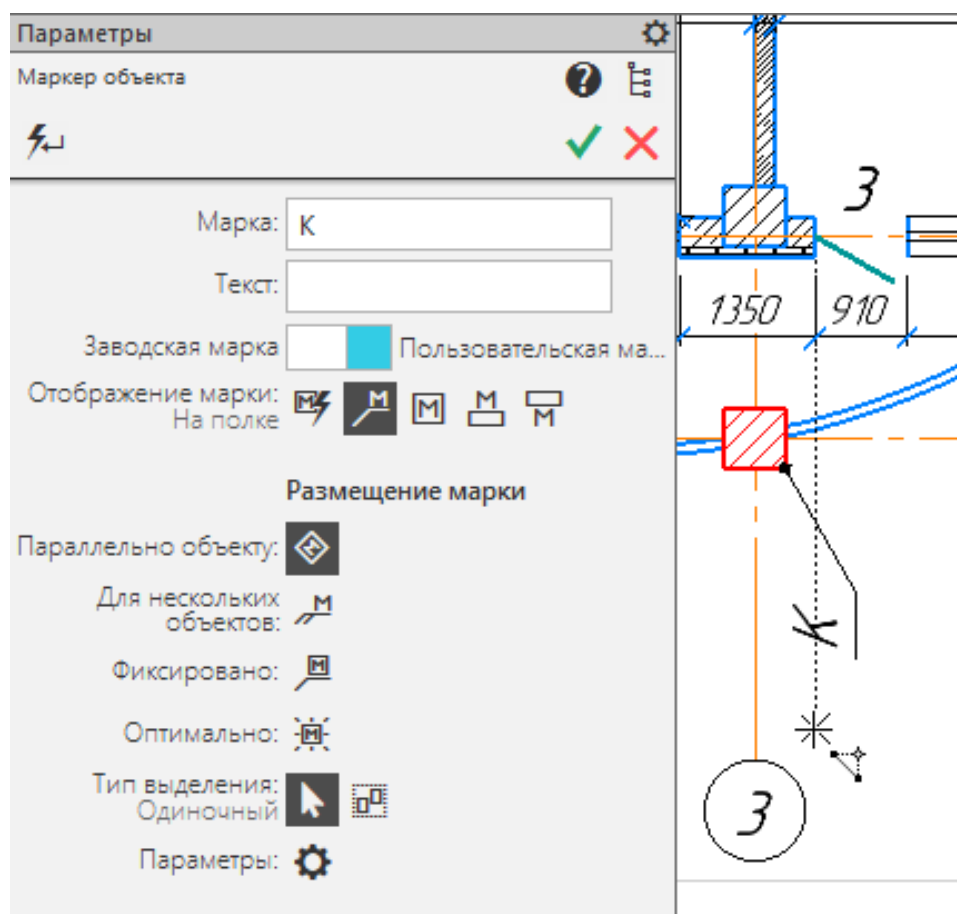 Параметры
Маркер объекта
Марка: К
Текст:
Заводская марка Пользовательская ма...
Отображение марки:
На полке
Размещение марки
Параллельно объекту:
Для нескольких
объектов:
Фиксировано:
Оптимально:
Тип выделения:
Одиночный
Параметры:
3
1350 910
К
3